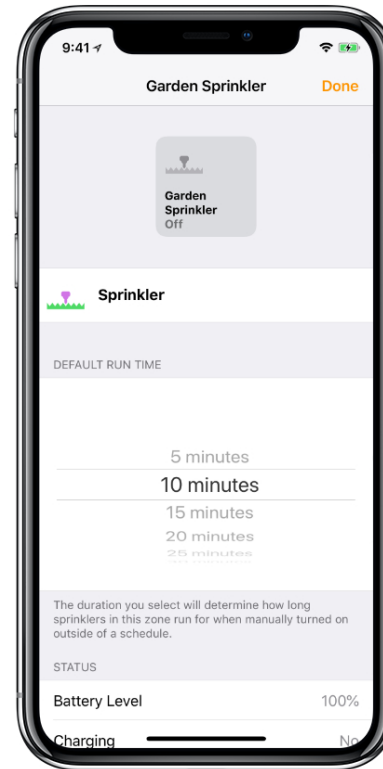 9:41
Garden Sprinkler
Done
Garden
Sprinkler
Off
Sprinkler
DEFAULT RUN TIME
5 minutes
10 minutes
15 minutes
20 minutes
25 minutes
The duration you select will determine how long
sprinklers in this zone run for when manually turned on
outside of a schedule.
STATUS
Battery Level 100%
Charging No